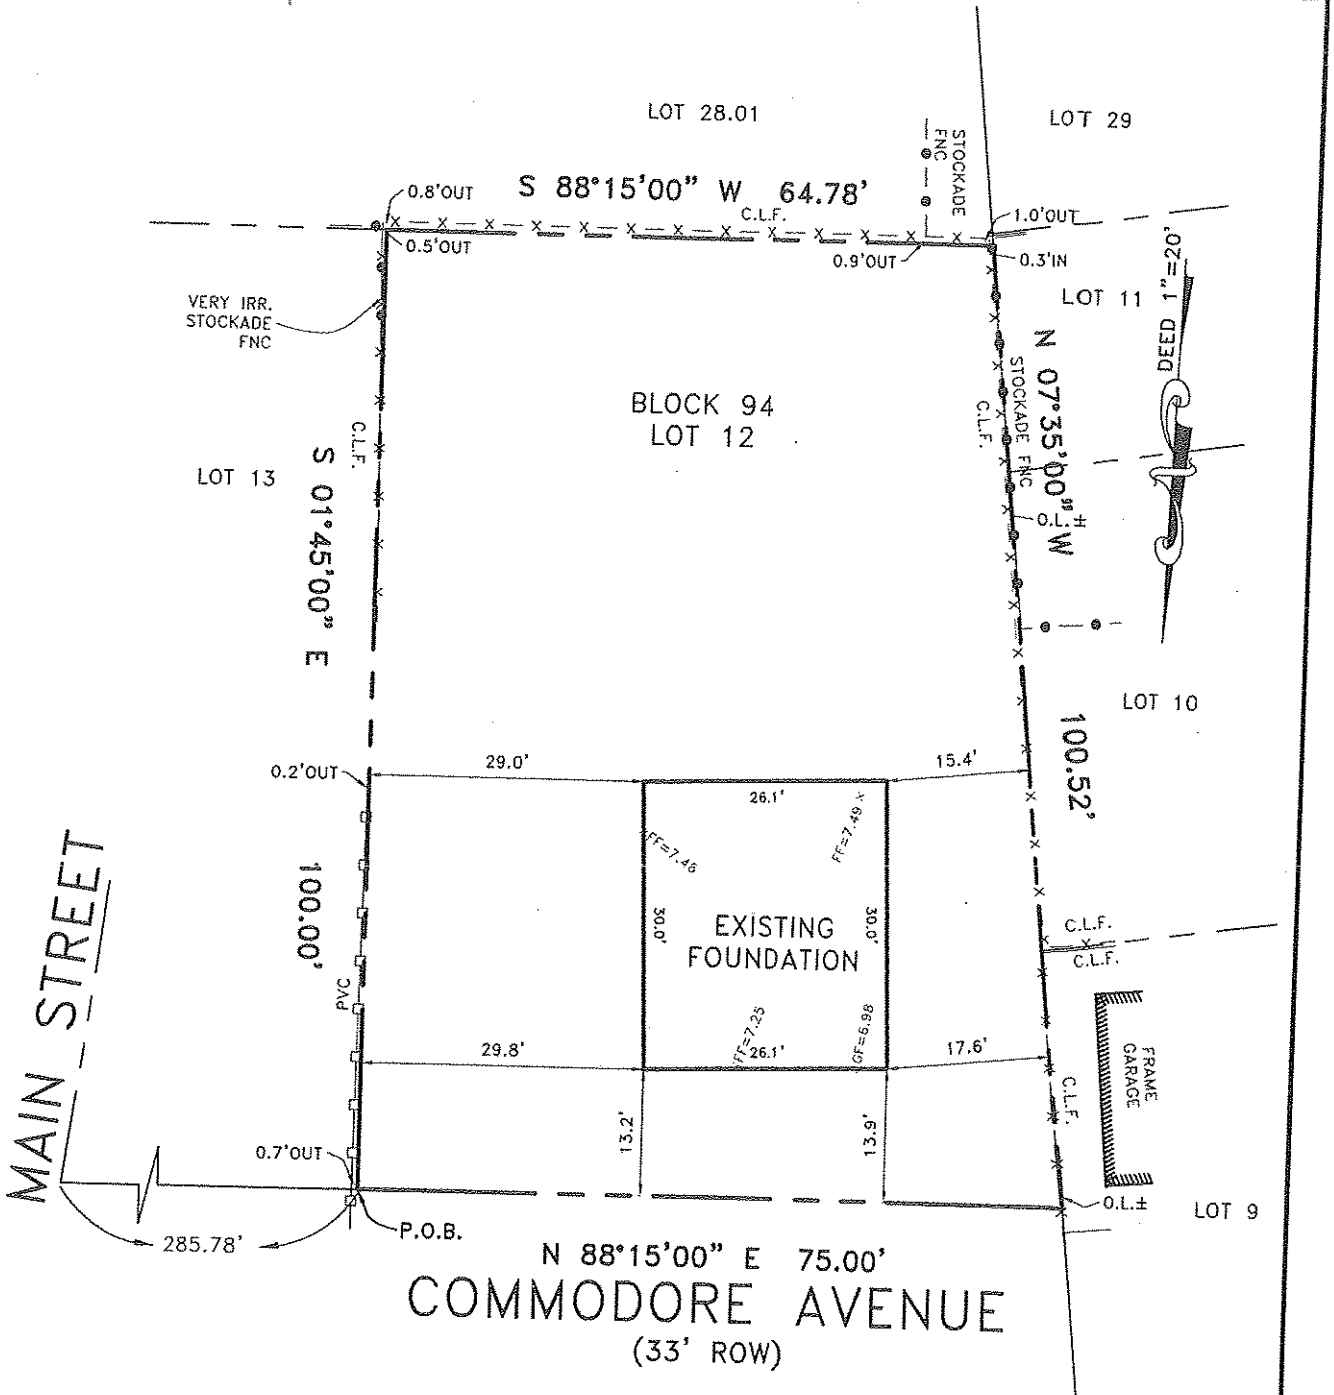 LOT 28.01
LOT 29
STOCKADE
FNC
S 88°15'00" W 64.78'
C.L.F.
0.8'OUT
0.5'OUT
1.0'OUT
0.9'OUT
0.3'IN
LOT 11
DEED 1"=20'
VERY IRR.
STOCKADE
FNC
BLOCK 94
LOT 12
N 07°35'00" W
STOCKADE FNC
C.L.F.
O.L.±
C.L.F.
LOT 13
S 01°45'00" E
LOT 10
100.52'
0.2'OUT
29.0'
26.1'
15.4'
FF=7.48
FF=7.49 x
30.0'
30.0'
EXISTING
FOUNDATION
100.00'
PVC
C.L.F.
C.L.F.
MAIN STREET
29.8'
FF=7.25
26.1'
GF=6.98
17.6'
C.L.F.
FRAME
GARAGE
13.2'
13.9'
0.7'OUT
O.L.±
LOT 9
285.78'
P.O.B.
N 88°15'00" E 75.00'
COMMODORE AVENUE
(33' ROW)